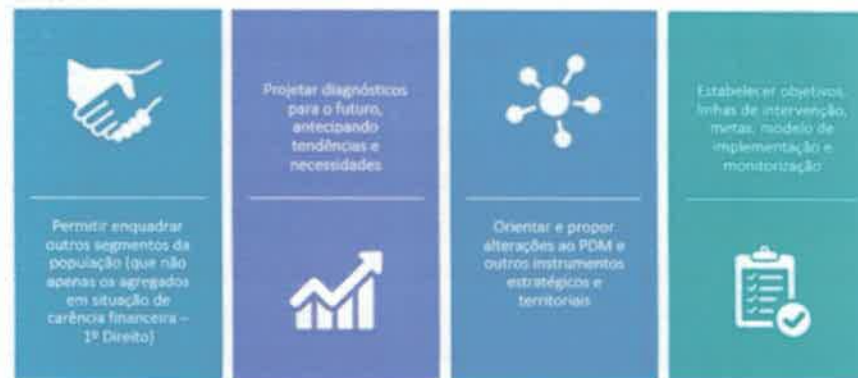 Permitir enquadrar
outros segmentos da
população (que não
apenas os agregados
em situação de
carência financeira –
1º Direito)
Projetar diagnósticos
para o futuro,
antecipando
tendências e
necessidades
Orientar e propor
alterações ao PDM e
outros instrumentos
estratégicos e
territoriais
Estabelecer objetivos,
linhas de intervenção,
metas, modelo de
implementação e
monitorização